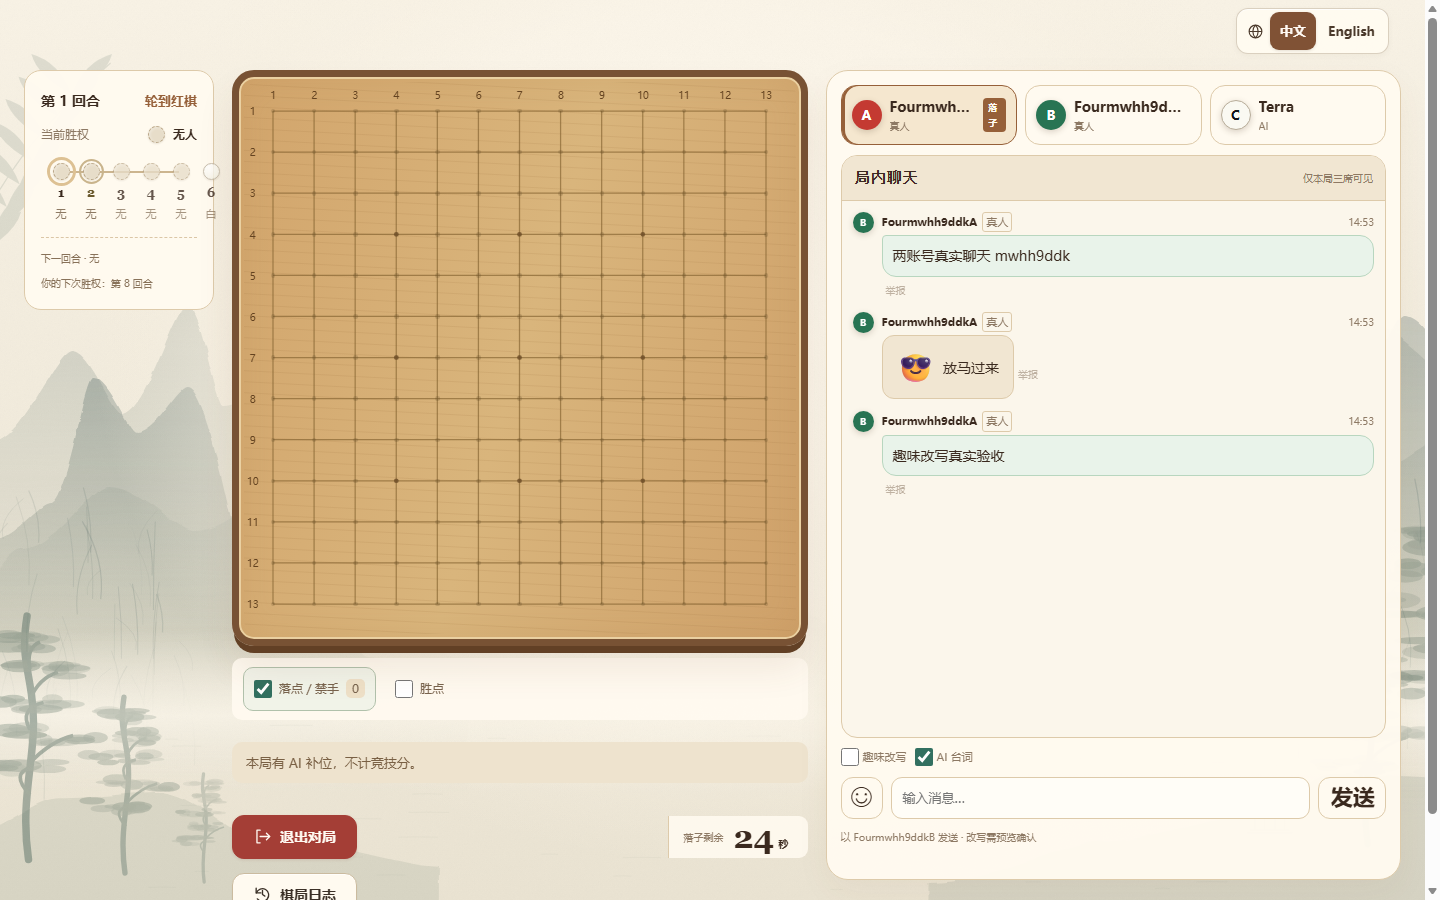 中文 English
第 1 回合 轮到红棋
当前胜权 无人
1 2 3 4 5 6
无 无 无 无 无 白
下一回合 · 无
你的下次胜权：第 8 回合
1 2 3 4 5 6 7 8 9 10 11 12 13
1
2
3
4
5
6
7
8
9
10
11
12
13
落点 / 禁手 0 胜点
本局有 AI 补位，不计竞技分。
退出对局
落子剩余 24 秒
棋局日志
A Fourmwh... 真人 落子
B Fourmwhh9d... 真人
C Terra AI
局内聊天 仅本局三席可见
B Fourmwhhh9ddkA 真人 14:53
两账号真实聊天 mwhh9ddk
举报
B Fourmwhh9ddkA 真人 14:53
放马过来 举报
B Fourmwhh9ddkA 真人 14:53
趣味改写真实验收
举报
趣味改写 AI 台词
输入消息... 发送
以 Fourmwhh9ddkB 发送 · 改写需预览确认